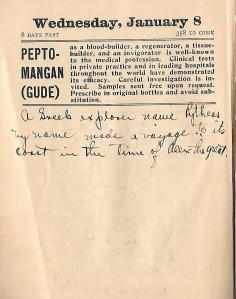 Wednesday, January 8
8 DAYS PAST 358 TO COME
PEPTO-
MANGAN
(GUDE)
as a blood-builder, a regenerator, a tissue-
builder, and an invigorator is well-known
to the medical profession. Clinical tests
in private practice and in leading hospitals
throughout the world have demonstrated
its efficacy. Careful investigation is in-
vited. Samples sent free upon request.
Prescribe in original bottles and avoid sub-
stitution.
A Greek explorer name Pytheas
by name made a voyage to its
coast in the time of Alex-the great.